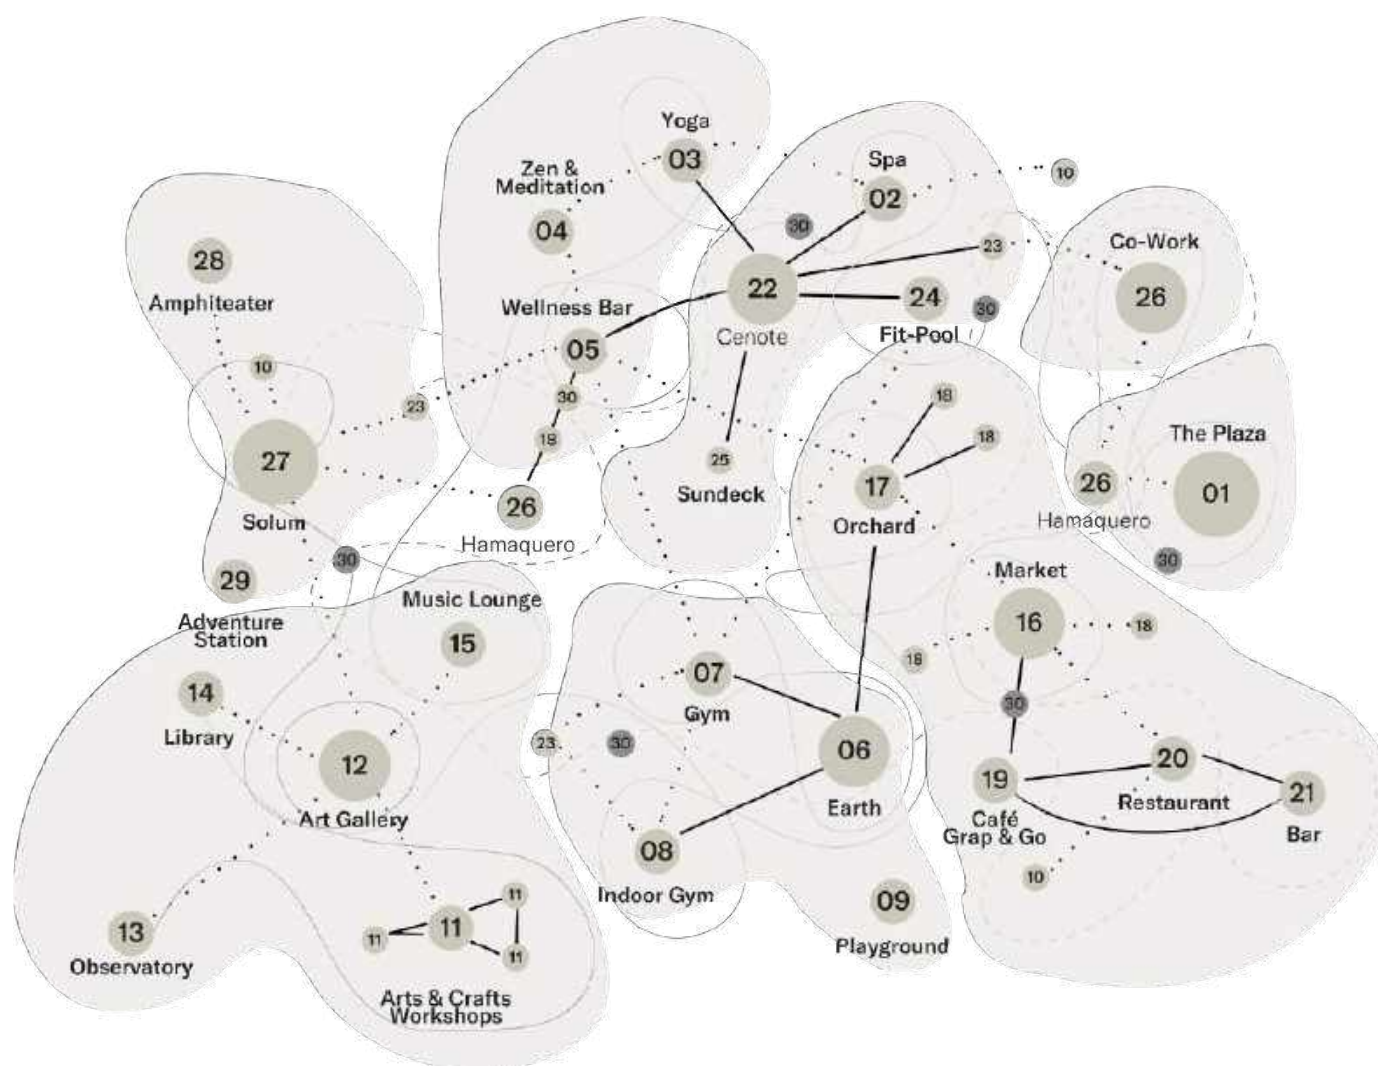 Yoga
03
Zen &
Meditation
04
Spa
02
10
30
23
Co-Work
26
28
Amphiteater
Wellness Bar
05
22
Cenote
24
Fit-Pool
30
10
23
30
18
18
18
The Plaza
01
27
Solum
26
Hamaquero
25
Sundeck
17
Orchard
26
Hamaquero
30
29
Adventure
Station
30
Music Lounge
15
Market
16
18
18
14
Library
07
Gym
30
12
Art Gallery
23
30
06
Earth
19
Café
Grap & Go
20
Restaurant
21
Bar
08
Indoor Gym
10
13
Observatory
11
11
11
11
Arts & Crafts
Workshops
09
Playground